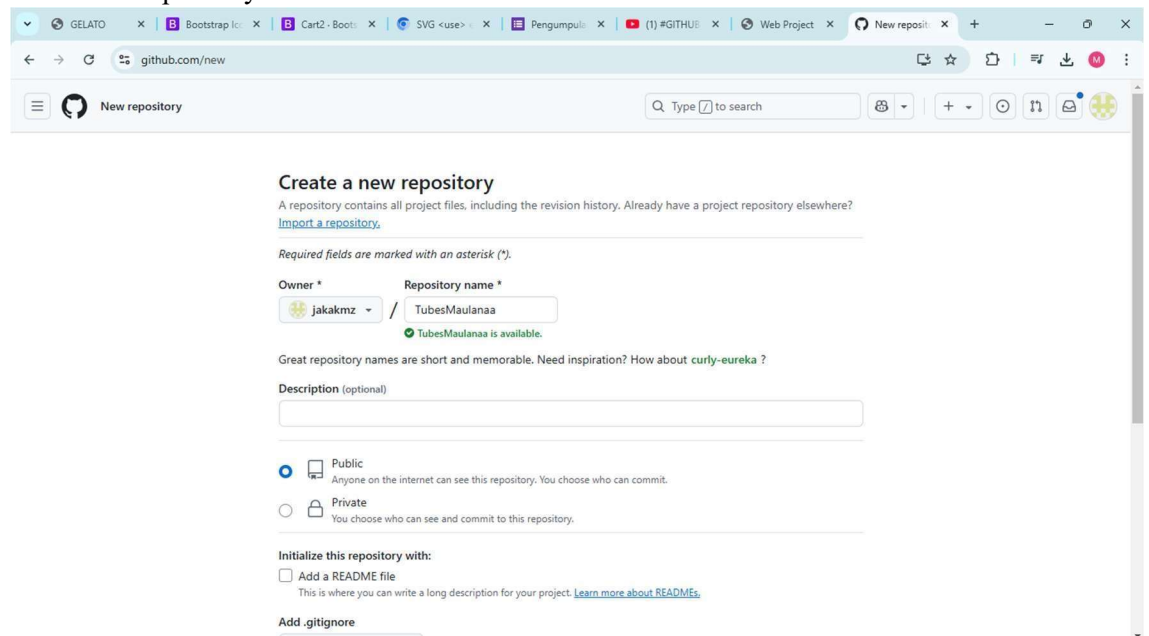 GELATO
Bootstrap Ic
Cart2 · Boots
SVG <use>
Pengumpula
(1) #GITHUB
Web Project
New reposit
github.com/new
New repository
Type / to search
Create a new repository
A repository contains all project files, including the revision history. Already have a project repository elsewhere?
Import a repository.
Required fields are marked with an asterisk (*).
Owner * Repository name *
jakakmz / TubesMaulanaa
TubesMaulanaa is available.
Great repository names are short and memorable. Need inspiration? How about curly-eureka ?
Description (optional)
Public
Anyone on the internet can see this repository. You choose who can commit.
Private
You choose who can see and commit to this repository.
Initialize this repository with:
Add a README file
This is where you can write a long description for your project. Learn more about READMEs.
Add .gitignore